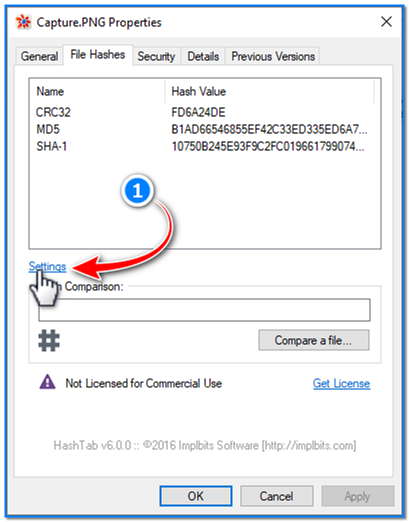 Capture.PNG Properties
General File Hashes Security Details Previous Versions
Name Hash Value
CRC32 FD6A24DE
MD5 B1AD66546855EF42C33ED335ED6A7...
SHA-1 10750B245E93F9C2FC019661799074...
1
Settings
Comparison:
Compare a file...
Not Licensed for Commercial Use Get License
HashTab v6.0.0 :: ©2016 Implbits Software [http://implbits.com]
OK Cancel Apply